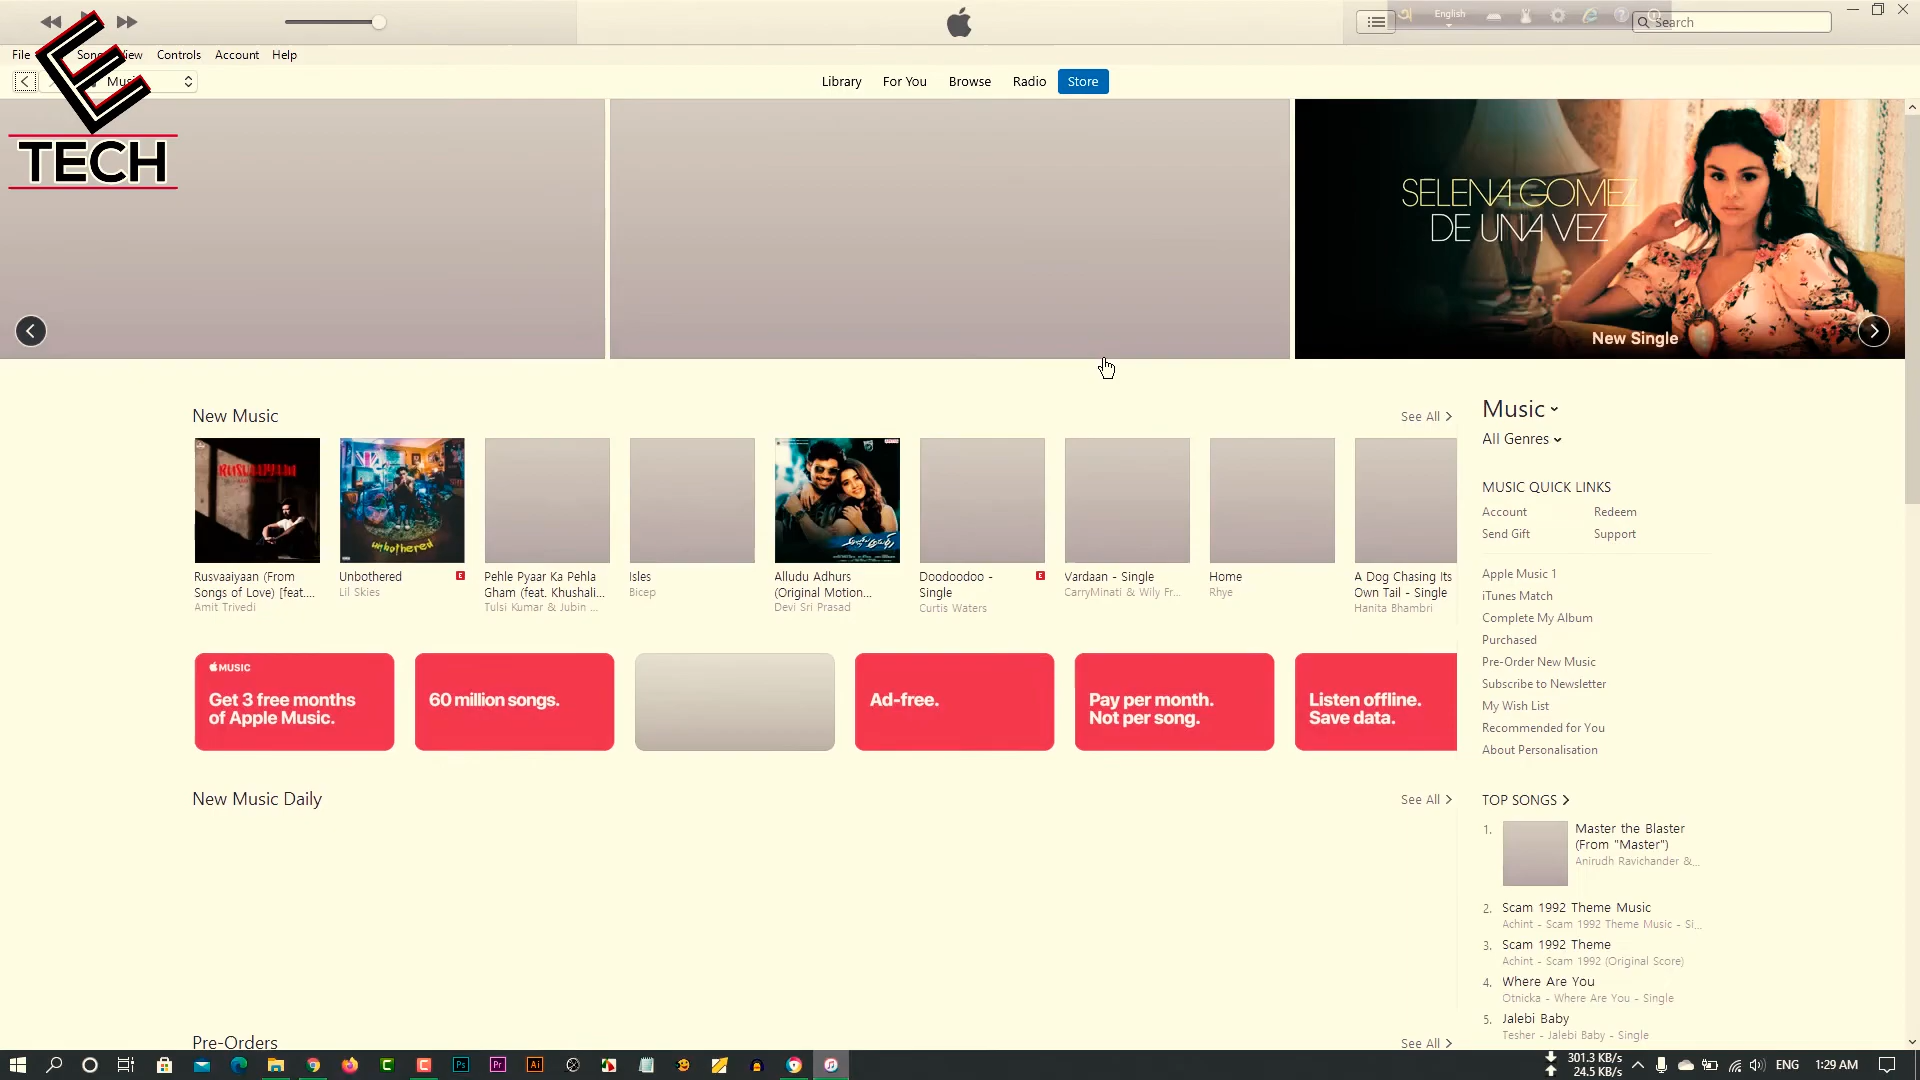 English
Search
File
Song
View
Controls
Account
Help
Music
Library
For You
Browse
Radio
Store
TECH
SELENA GOMEZ
DE UNA VEZ
New Single
New Music
See All
RUSVAAIYAAN
unbothered
Rusvaaiyaan (From
Songs of Love) [feat....
Amit Trivedi
Unbothered
E
Lil Skies
Pehle Pyaar Ka Pehla
Gham (feat. Khushali...
Tulsi Kumar & Jubin ...
Isles
Bicep
Alludu Adhurs
(Original Motion...
Devi Sri Prasad
Doodoodoo -
Single
E
Curtis Waters
Vardaan - Single
CarryMinati & Wily Fr...
Home
Rhye
A Dog Chasing Its
Own Tail - Single
Hanita Bhambri
MUSIC
Get 3 free months
of Apple Music.
60 million songs.
Ad-free.
Pay per month.
Not per song.
Listen offline.
Save data.
New Music Daily
See All
Pre-Orders
See All
Music
All Genres
MUSIC QUICK LINKS
Account
Redeem
Send Gift
Support
Apple Music 1
iTunes Match
Complete My Album
Purchased
Pre-Order New Music
Subscribe to Newsletter
My Wish List
Recommended for You
About Personalisation
TOP SONGS
1.
Master the Blaster
(From "Master")
Anirudh Ravichander &...
2. Scam 1992 Theme Music
Achint - Scam 1992 Theme Music - Si...
3. Scam 1992 Theme
Achint - Scam 1992 (Original Score)
4. Where Are You
Otnicka - Where Are You - Single
5. Jalebi Baby
Tesher - Jalebi Baby - Single
Ps
Pr
Ai
301.3 KB/s
24.5 KB/s
ENG
1:29 AM